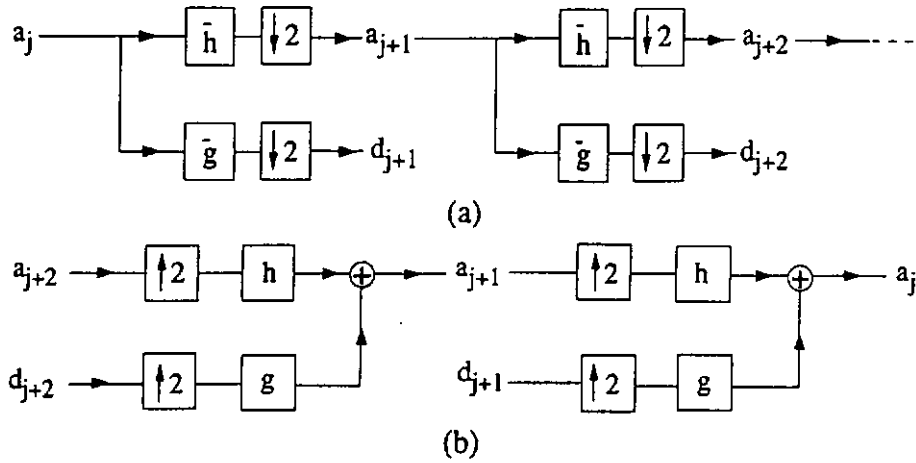 a_j h̄ ↓2 a_{j+1} h̄ ↓2 a_{j+2}
ḡ ↓2 d_{j+1} ḡ ↓2 d_{j+2}
(a)
a_{j+2} ↑2 h + a_{j+1} ↑2 h + a_j
d_{j+2} ↑2 g d_{j+1} ↑2 g
(b)